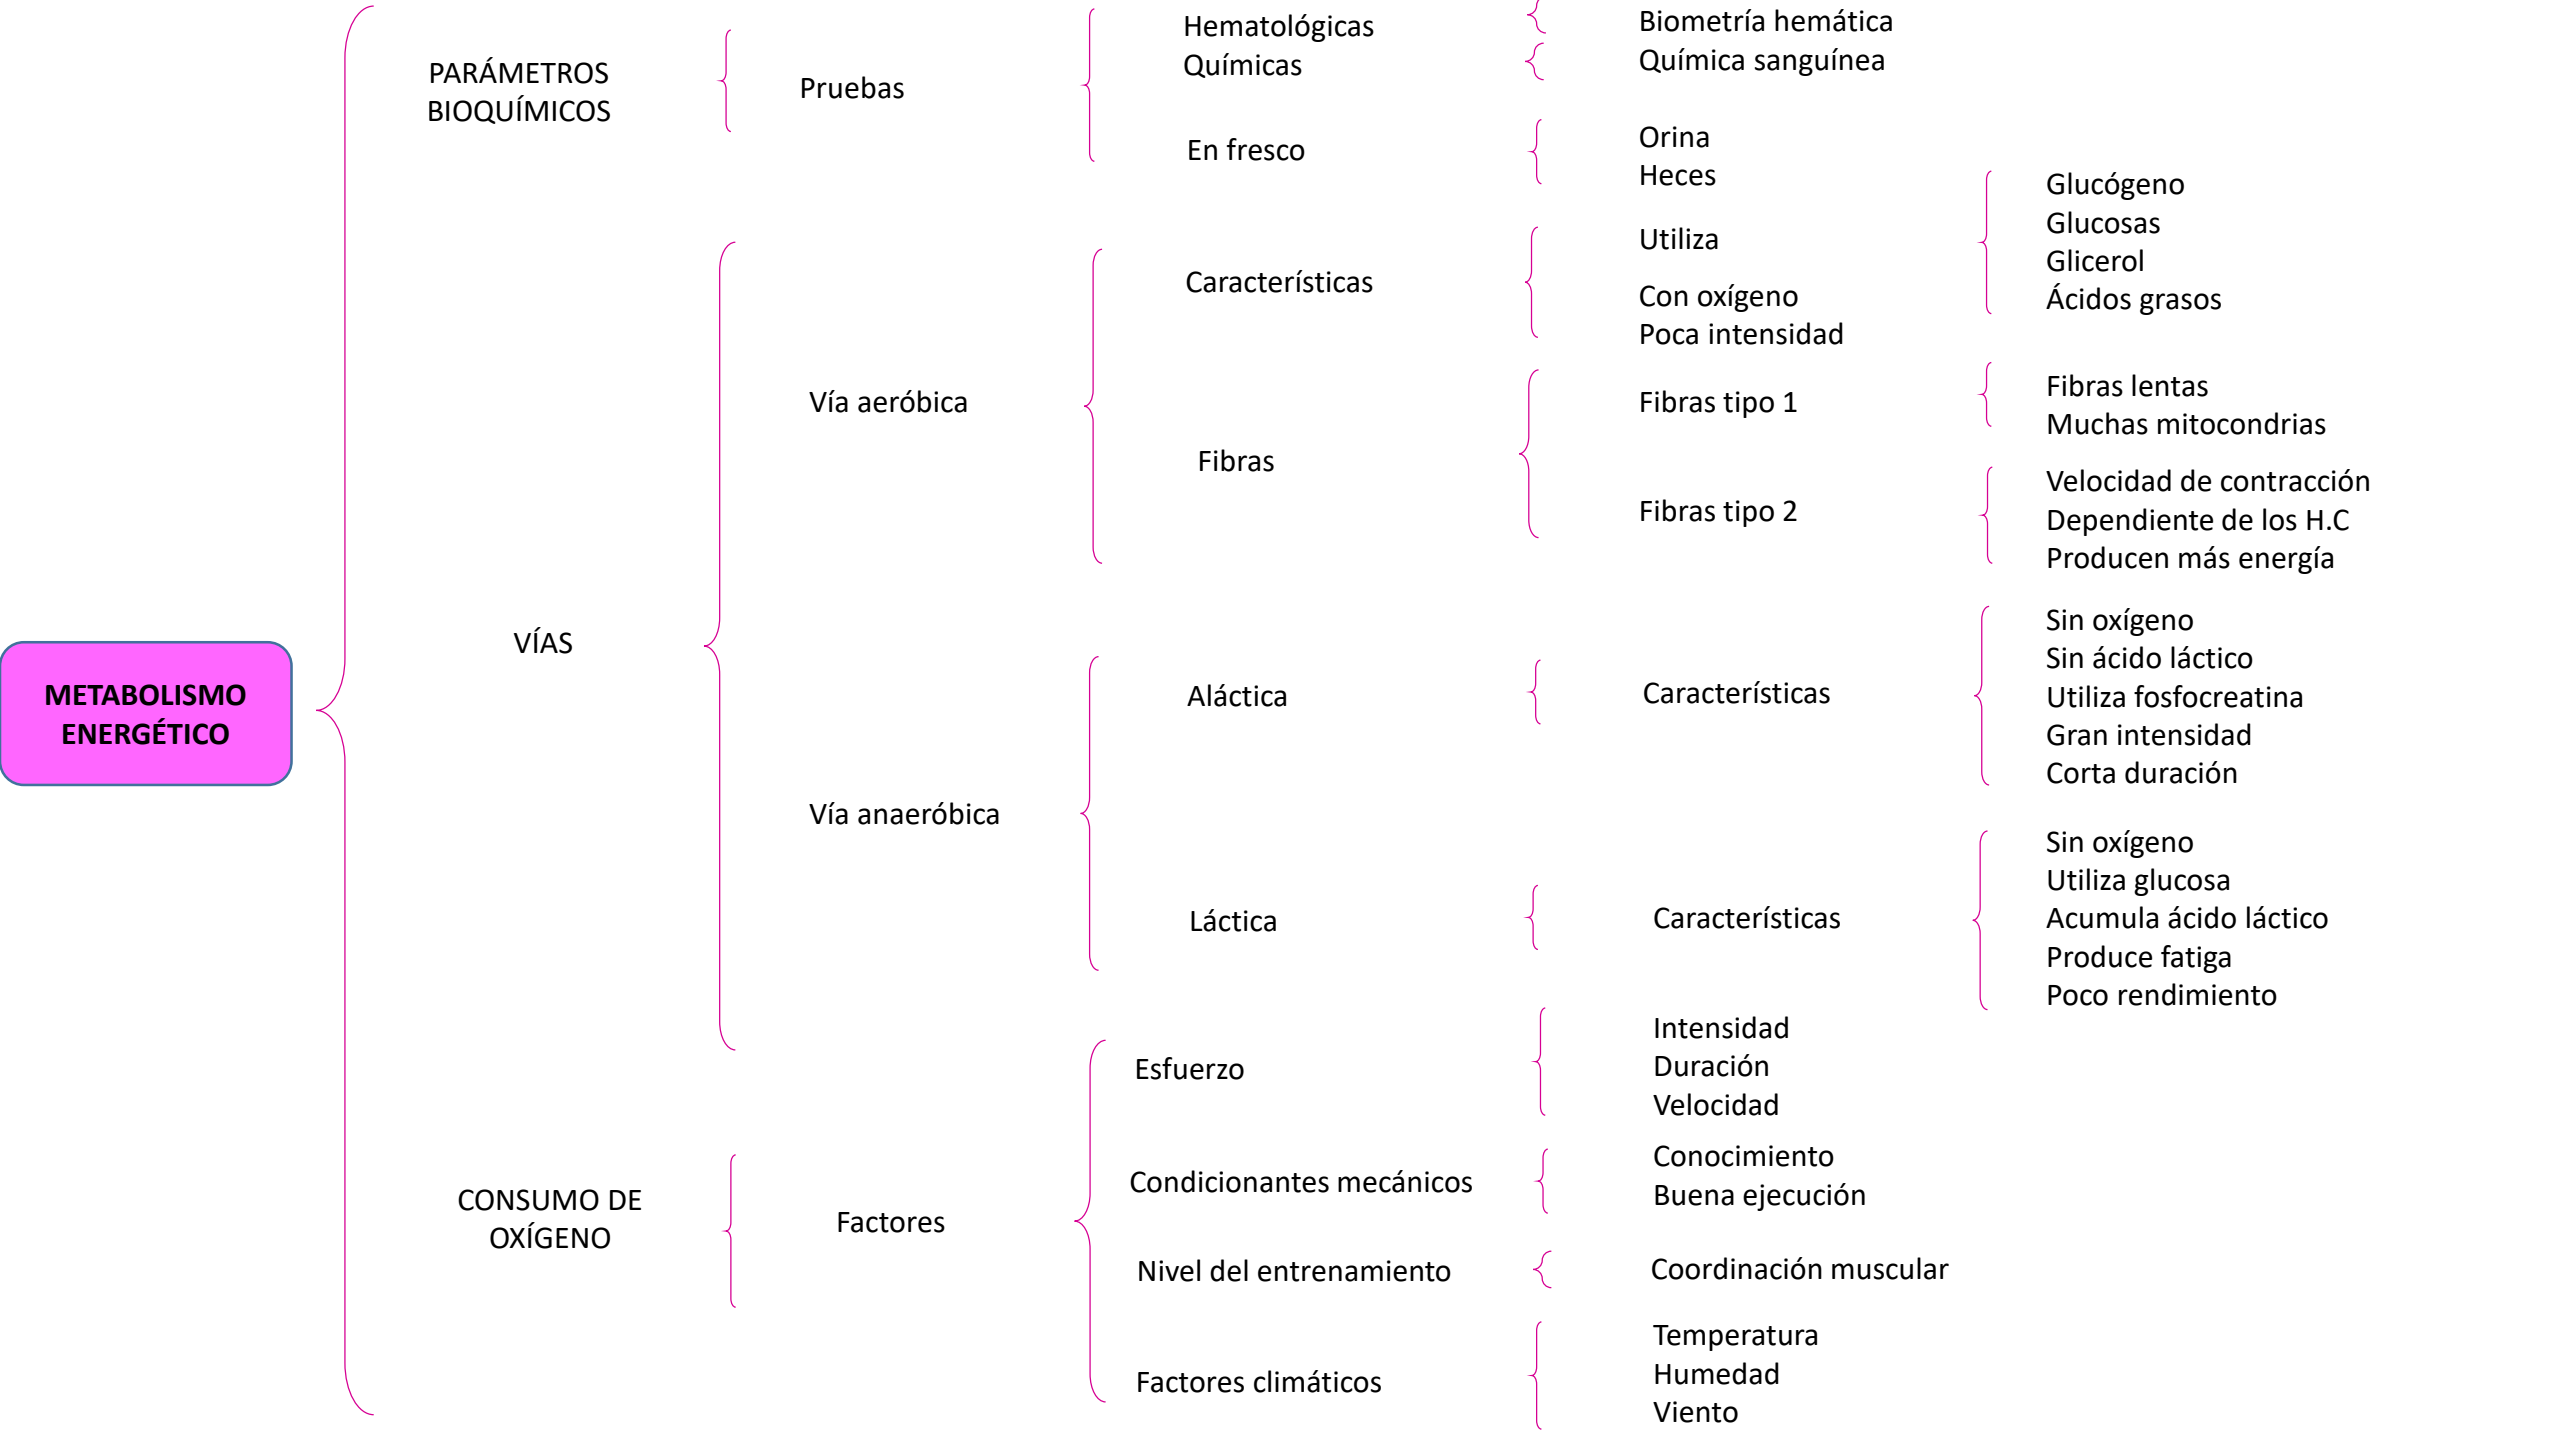 METABOLISMO
ENERGÉTICO
PARÁMETROS
BIOQUÍMICOS
Pruebas
Hematológicas
Biometría hemática
Químicas
Química sanguínea
En fresco
Orina
Heces
VÍAS
Vía aeróbica
Características
Utiliza
Glucógeno
Glucosas
Glicerol
Ácidos grasos
Con oxígeno
Poca intensidad
Fibras
Fibras tipo 1
Fibras lentas
Muchas mitocondrias
Fibras tipo 2
Velocidad de contracción
Dependiente de los H.C
Producen más energía
Vía anaeróbica
Aláctica
Características
Sin oxígeno
Sin ácido láctico
Utiliza fosfocreatina
Gran intensidad
Corta duración
Láctica
Características
Sin oxígeno
Utiliza glucosa
Acumula ácido láctico
Produce fatiga
Poco rendimiento
CONSUMO DE
OXÍGENO
Factores
Esfuerzo
Intensidad
Duración
Velocidad
Condicionantes mecánicos
Conocimiento
Buena ejecución
Nivel del entrenamiento
Coordinación muscular
Factores climáticos
Temperatura
Humedad
Viento